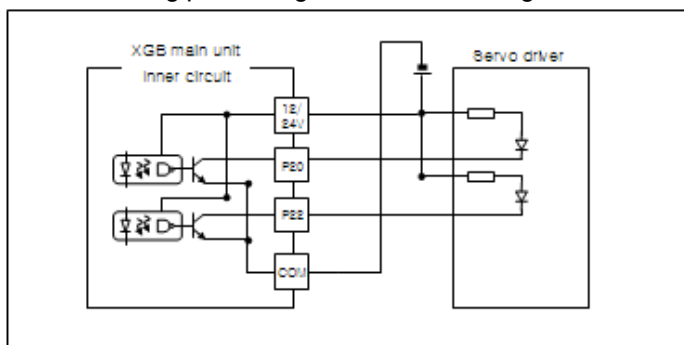 XGB main unit
inner circuit
Servo driver
12/
24V
P20
P22
COM